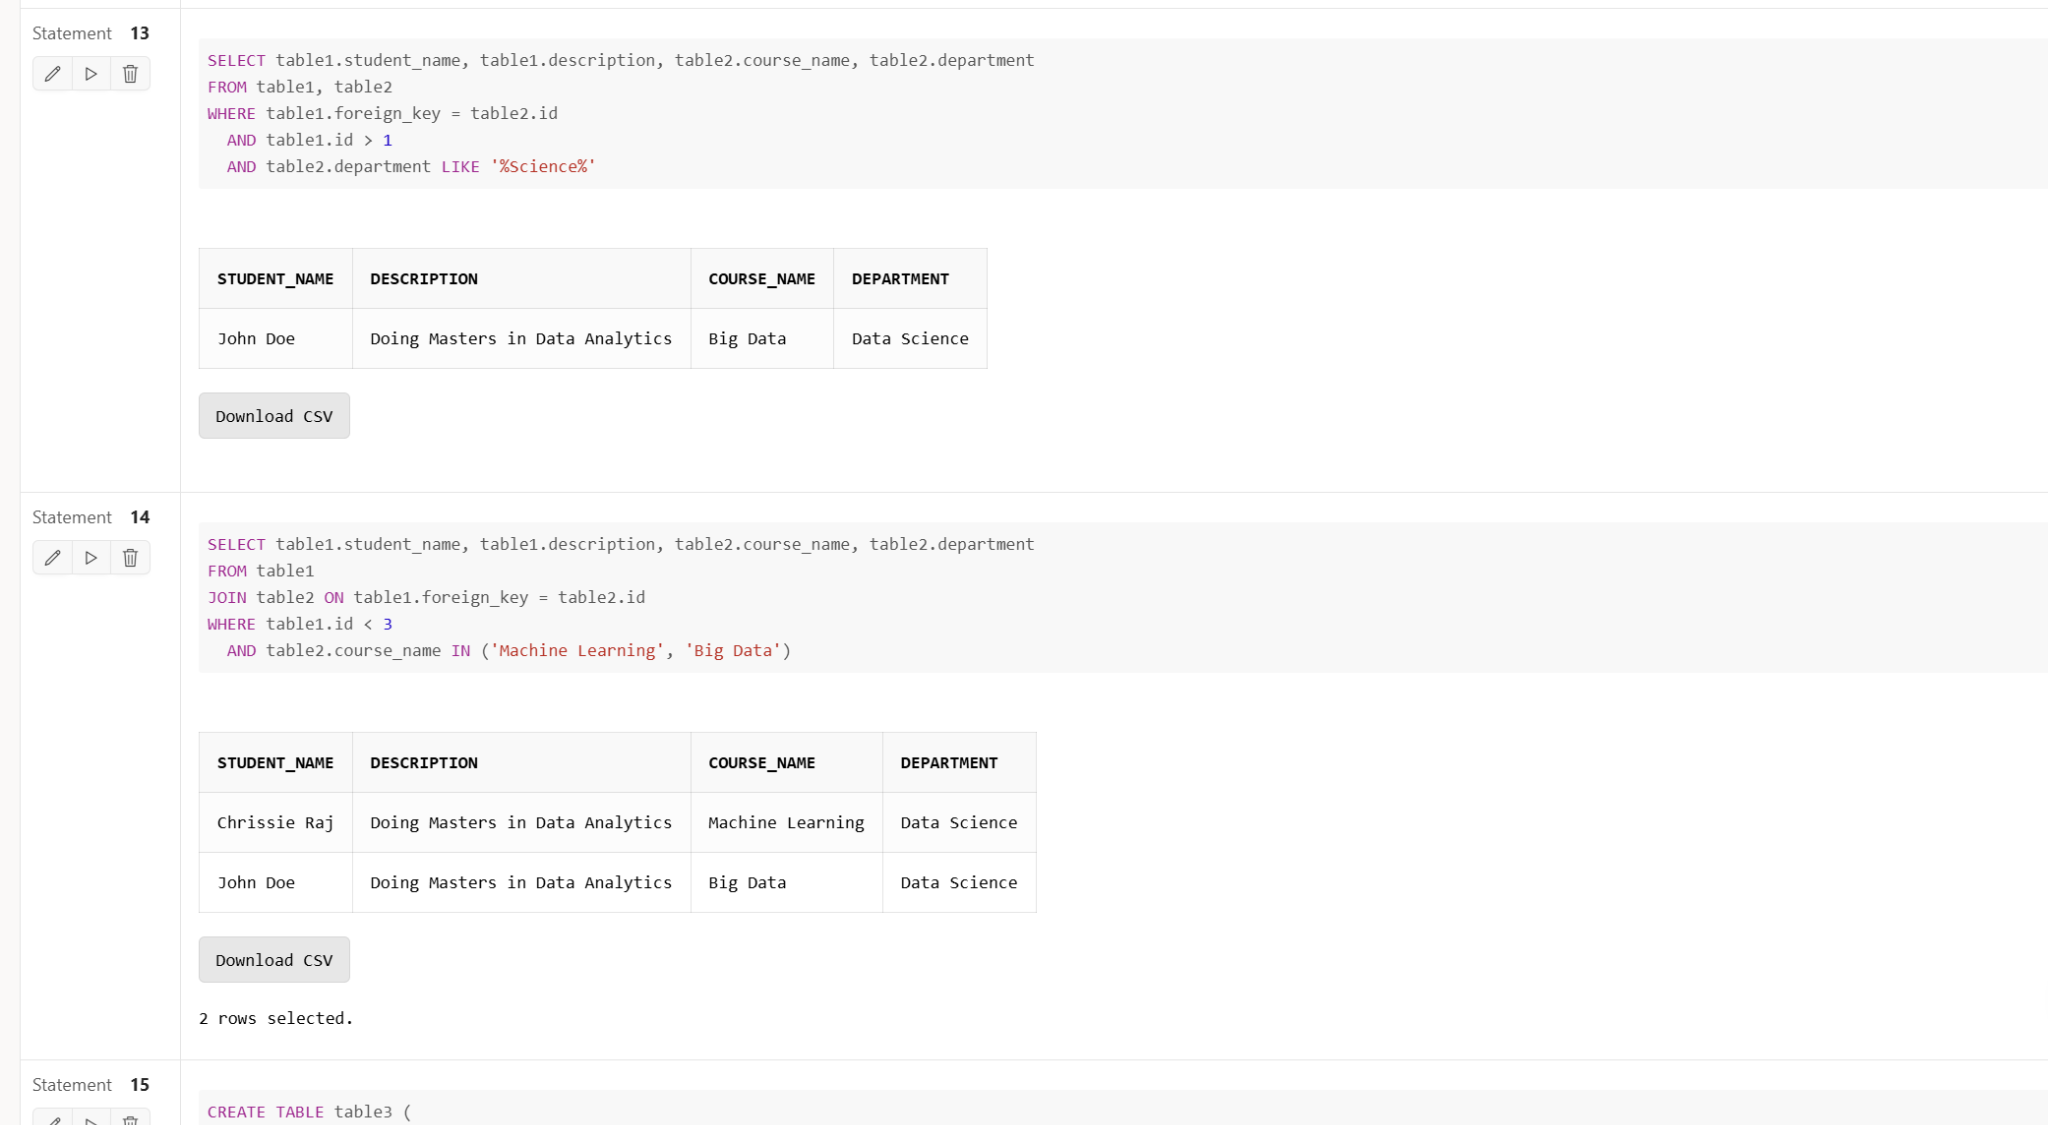 Statement 13
SELECT table1.student_name, table1.description, table2.course_name, table2.department
FROM table1, table2
WHERE table1.foreign_key = table2.id
  AND table1.id > 1
  AND table2.department LIKE '%Science%'
STUDENT_NAME DESCRIPTION COURSE_NAME DEPARTMENT
John Doe Doing Masters in Data Analytics Big Data Data Science
Download CSV
Statement 14
SELECT table1.student_name, table1.description, table2.course_name, table2.department
FROM table1
JOIN table2 ON table1.foreign_key = table2.id
WHERE table1.id < 3
  AND table2.course_name IN ('Machine Learning', 'Big Data')
STUDENT_NAME DESCRIPTION COURSE_NAME DEPARTMENT
Chrissie Raj Doing Masters in Data Analytics Machine Learning Data Science
John Doe Doing Masters in Data Analytics Big Data Data Science
Download CSV
2 rows selected.
Statement 15
CREATE TABLE table3 (